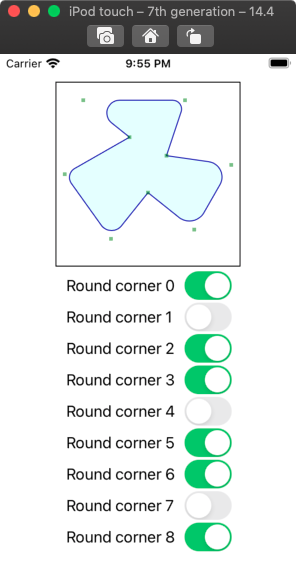 iPod touch – 7th generation – 14.4
Carrier 9:55 PM
Round corner 0
Round corner 1
Round corner 2
Round corner 3
Round corner 4
Round corner 5
Round corner 6
Round corner 7
Round corner 8